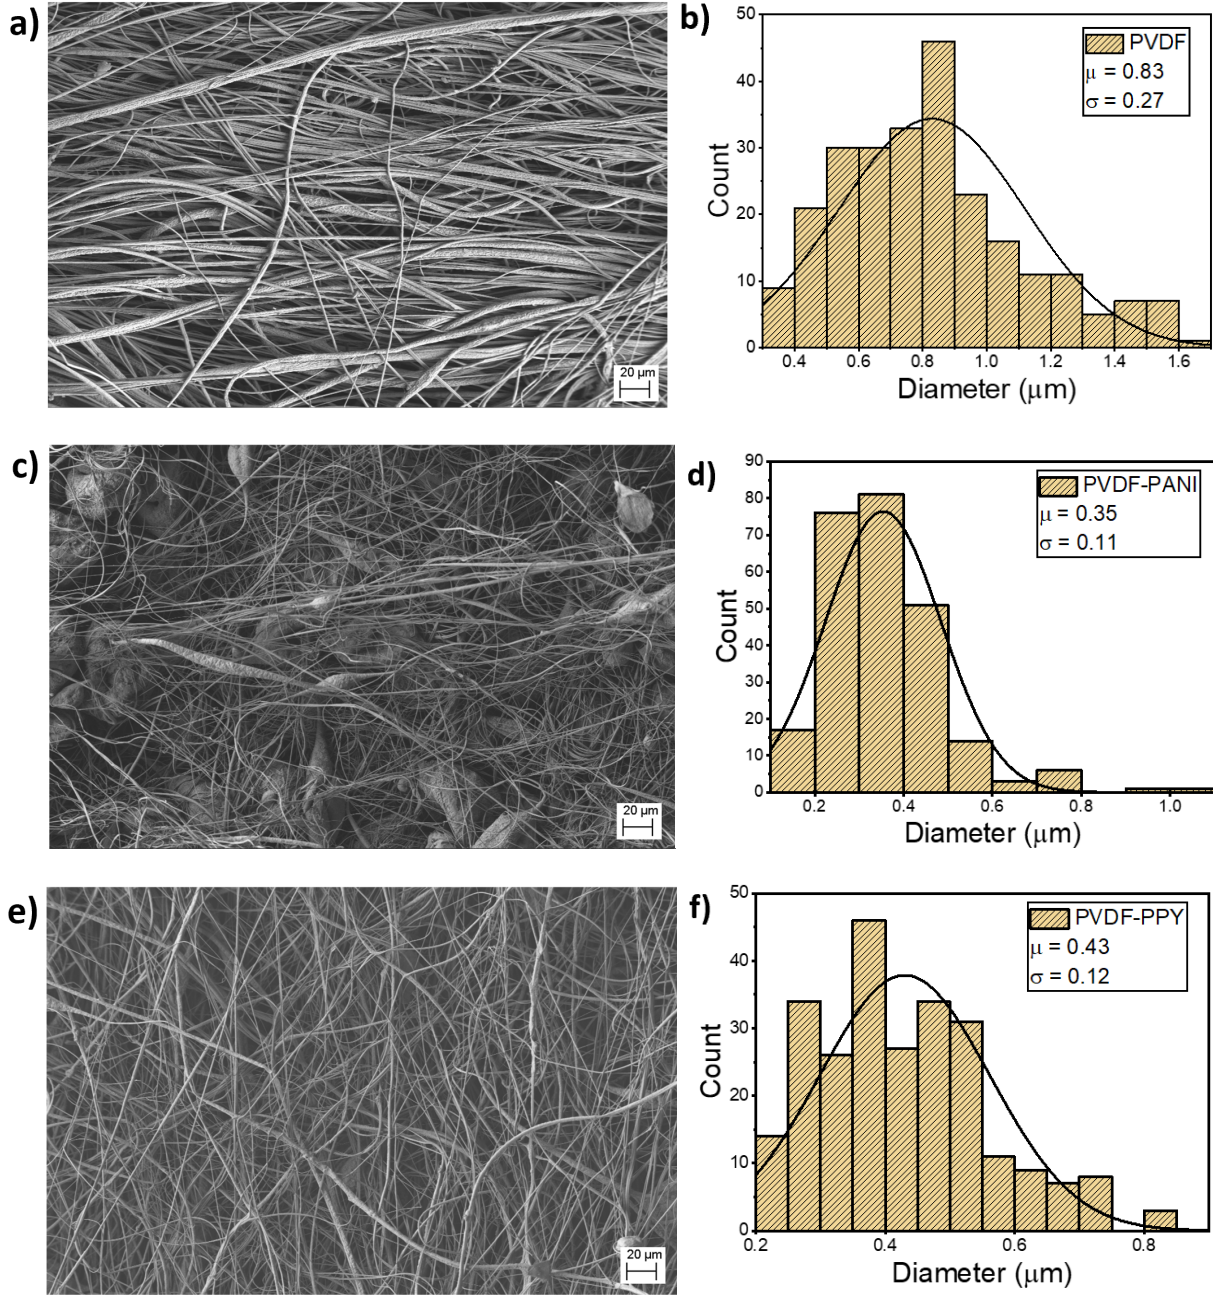 a)
20 μm
b)
50
40
30
20
10
0
Count
PVDF
μ = 0.83
σ = 0.27
0.4 0.6 0.8 1.0 1.2 1.4 1.6
Diameter (μm)
c)
20 μm
d)
90
80
70
60
50
40
30
20
10
0
Count
PVDF-PANI
μ = 0.35
σ = 0.11
0.2 0.4 0.6 0.8 1.0
Diameter (μm)
e)
20 μm
f)
50
40
30
20
10
0
Count
PVDF-PPY
μ = 0.43
σ = 0.12
0.2 0.4 0.6 0.8
Diameter (μm)